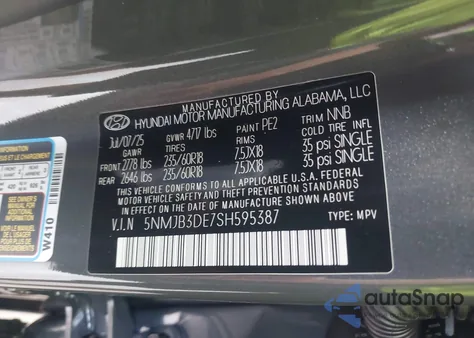 MANUFACTURED BY
HYUNDAI MOTOR MANUFACTURING ALABAMA, LLC
Jul/07/25 GVWR 4717 lbs PAINT PE2 TRIM NNB
GAWR TIRES RIMS COLD TIRE INFL
FRONT 2778 lbs 235/60R18 7.5JX18 35 psi SINGLE
REAR 2646 lbs 235/60R18 7.5JX18 35 psi SINGLE
THIS VEHICLE CONFORMS TO ALL APPLICABLE U.S.A. FEDERAL
MOTOR VEHICLE SAFETY, BUMPER, AND THEFT PREVENTION STANDARDS
IN EFFECT ON THE DATE OF MANUFACTURE SHOWN ABOVE.
V.I.N 5NMJB3DE7SH595387 TYPE: MPV
W410
autoSnap